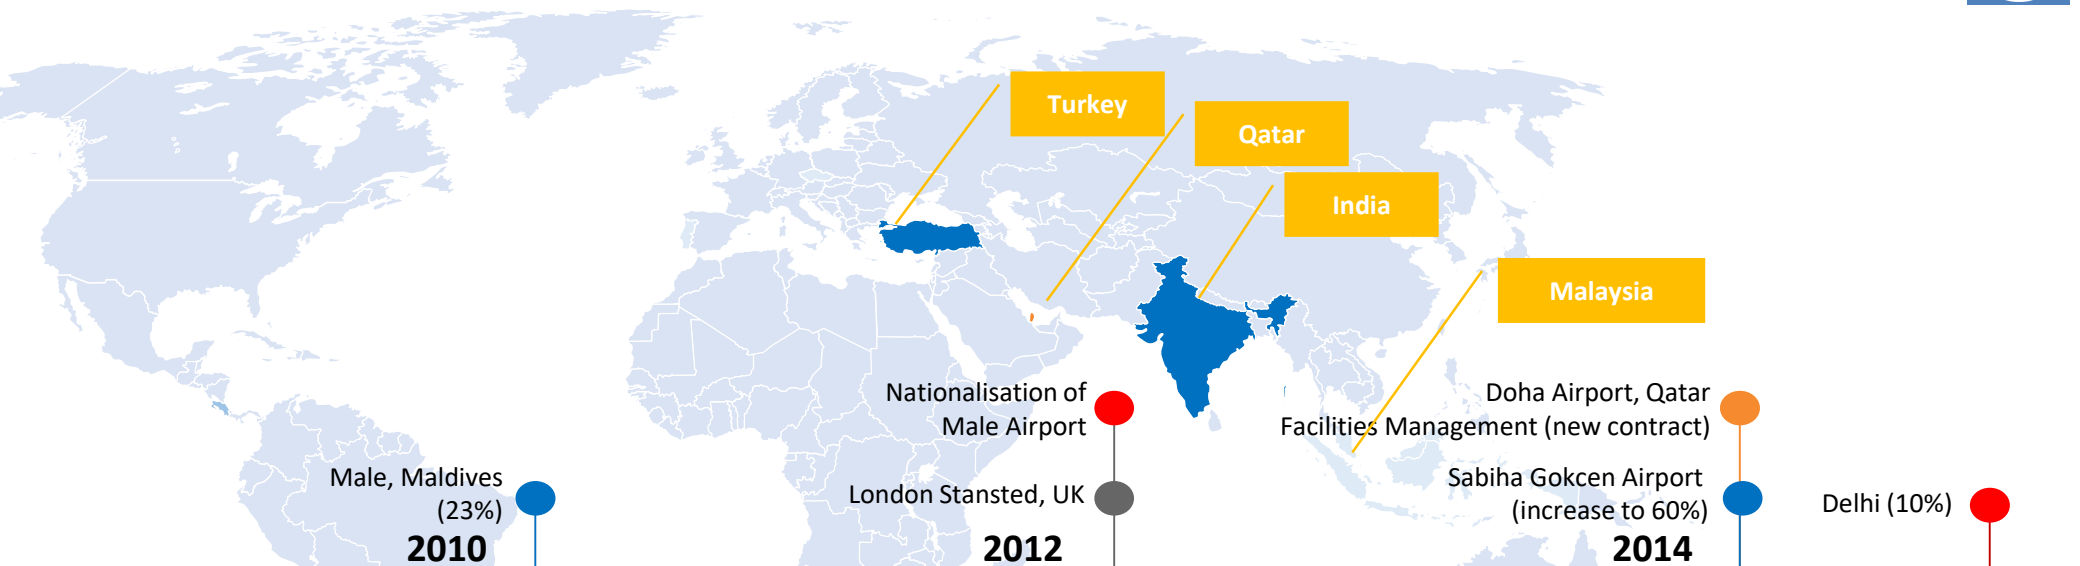 Turkey
Qatar
India
Malaysia
Nationalisation of
Male Airport
Doha Airport, Qatar
Facilities Management (new contract)
Male, Maldives
(23%)
London Stansted, UK
Sabiha Gokcen Airport
(increase to 60%)
Delhi (10%)
2010
2012
2014